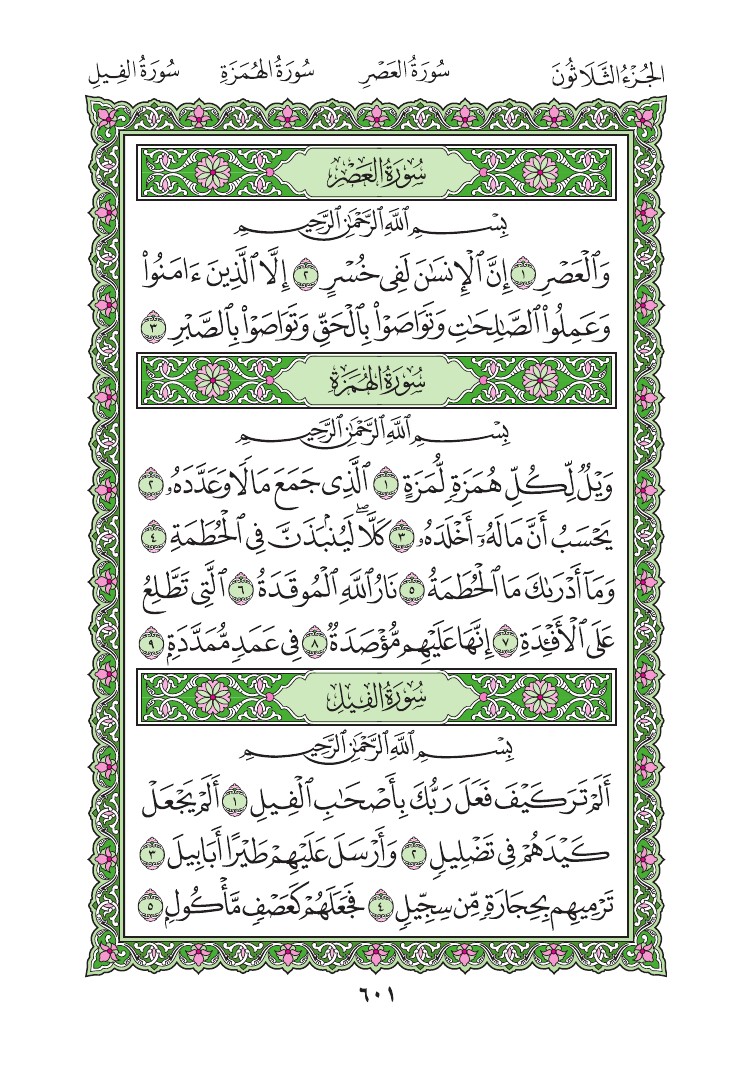 الجُزْءُ الثَّلَاثُونَ سُورَةُ العَصْرِ سُورَةُ الهُمَزَةِ سُورَةُ الفِيلِ
سُورَةُ العَصْرِ
بِسْمِ ٱللَّهِ ٱلرَّحْمَٰنِ ٱلرَّحِيمِ
وَٱلْعَصْرِ ١ إِنَّ ٱلْإِنسَٰنَ لَفِى خُسْرٍ ٢ إِلَّا ٱلَّذِينَ ءَامَنُوا۟
وَعَمِلُوا۟ ٱلصَّٰلِحَٰتِ وَتَوَاصَوْا۟ بِٱلْحَقِّ وَتَوَاصَوْا۟ بِٱلصَّبْرِ ٣
سُورَةُ الهُمَزَةِ
بِسْمِ ٱللَّهِ ٱلرَّحْمَٰنِ ٱلرَّحِيمِ
وَيْلٌ لِّكُلِّ هُمَزَةٍ لُّمَزَةٍ ١ ٱلَّذِى جَمَعَ مَالًا وَعَدَّدَهُۥ ٢
يَحْسَبُ أَنَّ مَالَهُۥٓ أَخْلَدَهُۥ ٣ كَلَّا ۖ لَيُنۢبَذَنَّ فِى ٱلْحُطَمَةِ ٤
وَمَآ أَدْرَىٰكَ مَا ٱلْحُطَمَةُ ٥ نَارُ ٱللَّهِ ٱلْمُوقَدَةُ ٦ ٱلَّتِى تَطَّلِعُ
عَلَى ٱلْأَفْـِٔدَةِ ٧ إِنَّهَا عَلَيْهِم مُّؤْصَدَةٌ ٨ فِى عَمَدٍ مُّمَدَّدَةٍۭ ٩
سُورَةُ الفِيلِ
بِسْمِ ٱللَّهِ ٱلرَّحْمَٰنِ ٱلرَّحِيمِ
أَلَمْ تَرَ كَيْفَ فَعَلَ رَبُّكَ بِأَصْحَٰبِ ٱلْفِيلِ ١ أَلَمْ يَجْعَلْ
كَيْدَهُمْ فِى تَضْلِيلٍ ٢ وَأَرْسَلَ عَلَيْهِمْ طَيْرًا أَبَابِيلَ ٣
تَرْمِيهِم بِحِجَارَةٍ مِّن سِجِّيلٍ ٤ فَجَعَلَهُمْ كَعَصْفٍ مَّأْكُولٍۭ ٥
٦٠١